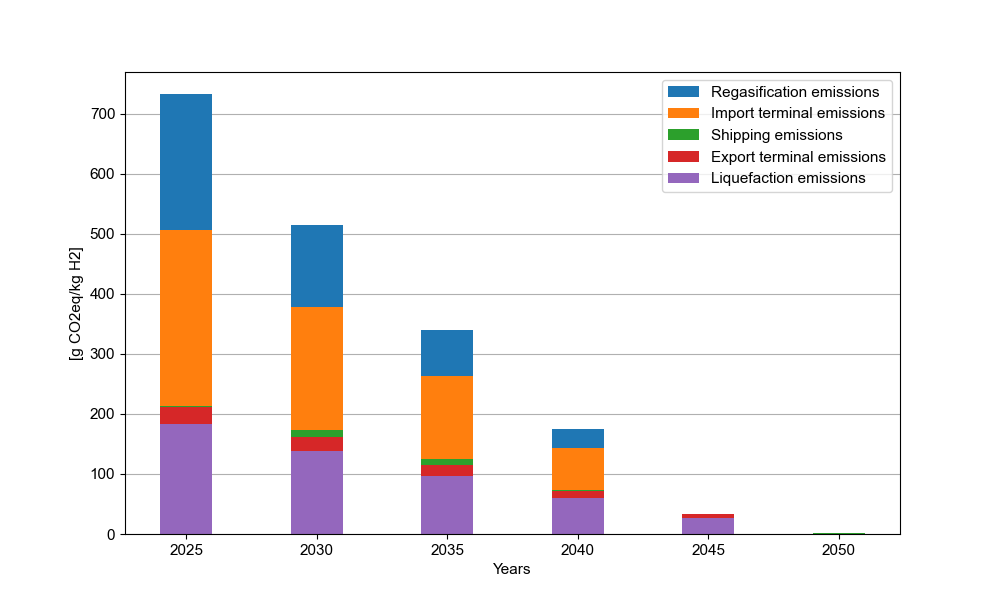 Regasification emissions
Import terminal emissions
Shipping emissions
Export terminal emissions
Liquefaction emissions
[g CO2eq/kg H2]
700
600
500
400
300
200
100
0
2025 2030 2035 2040 2045 2050
Years